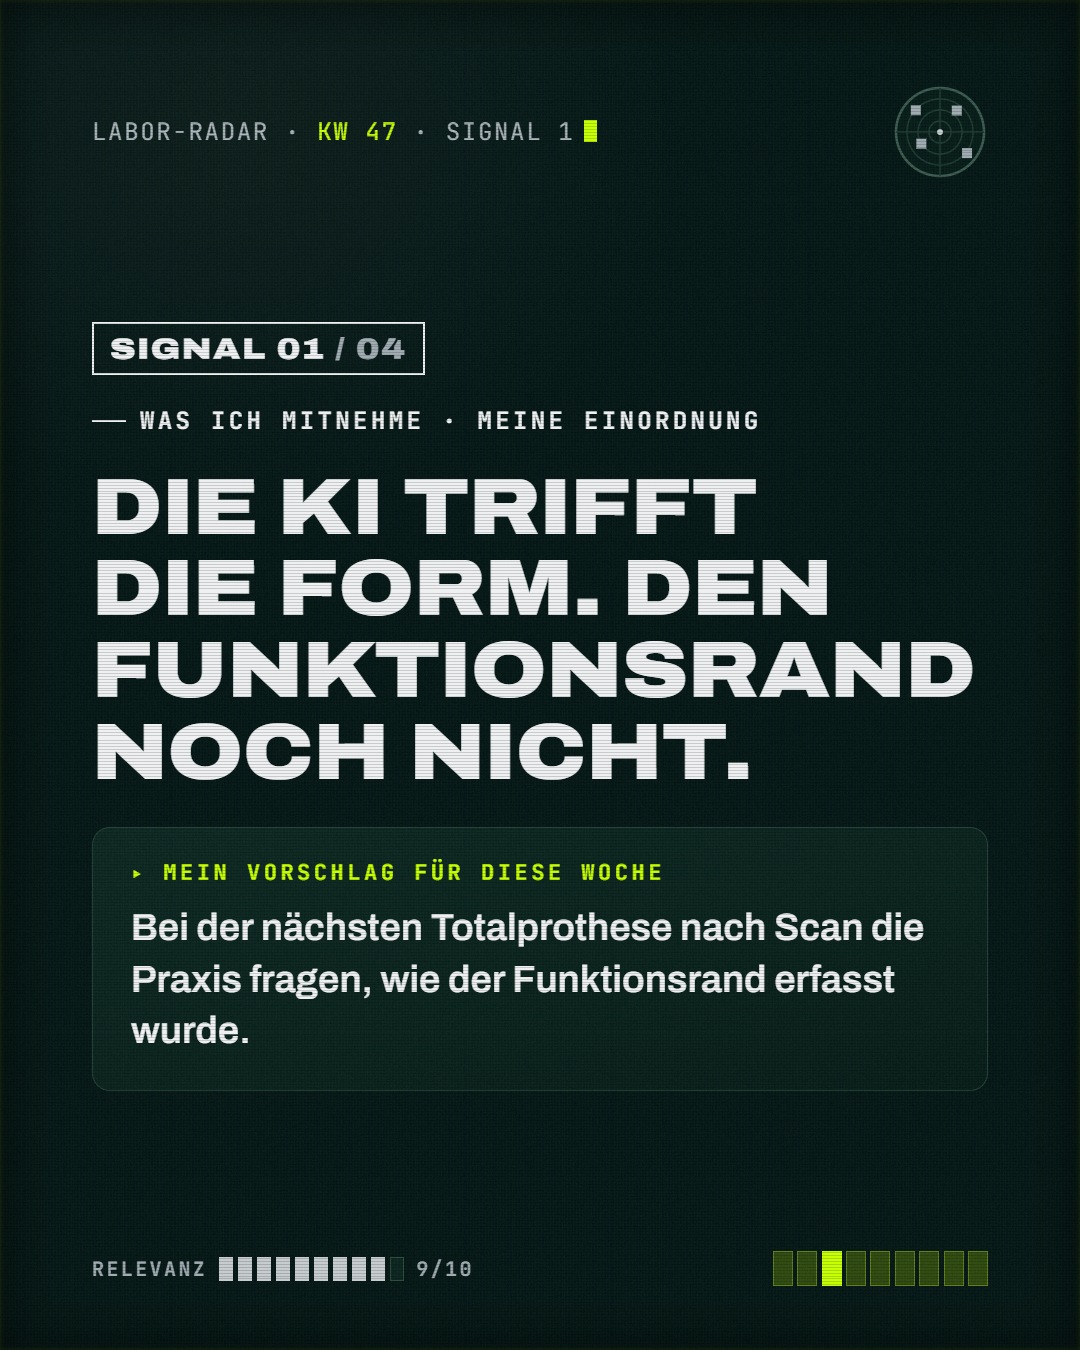 LABOR-RADAR · KW 47 · SIGNAL 1
SIGNAL 01 / 04
WAS ICH MITNEHME · MEINE EINORDNUNG
DIE KI TRIFFT
DIE FORM. DEN
FUNKTIONSRAND
NOCH NICHT.
▸ MEIN VORSCHLAG FÜR DIESE WOCHE
Bei der nächsten Totalprothese nach Scan die
Praxis fragen, wie der Funktionsrand erfasst
wurde.
RELEVANZ 9/10